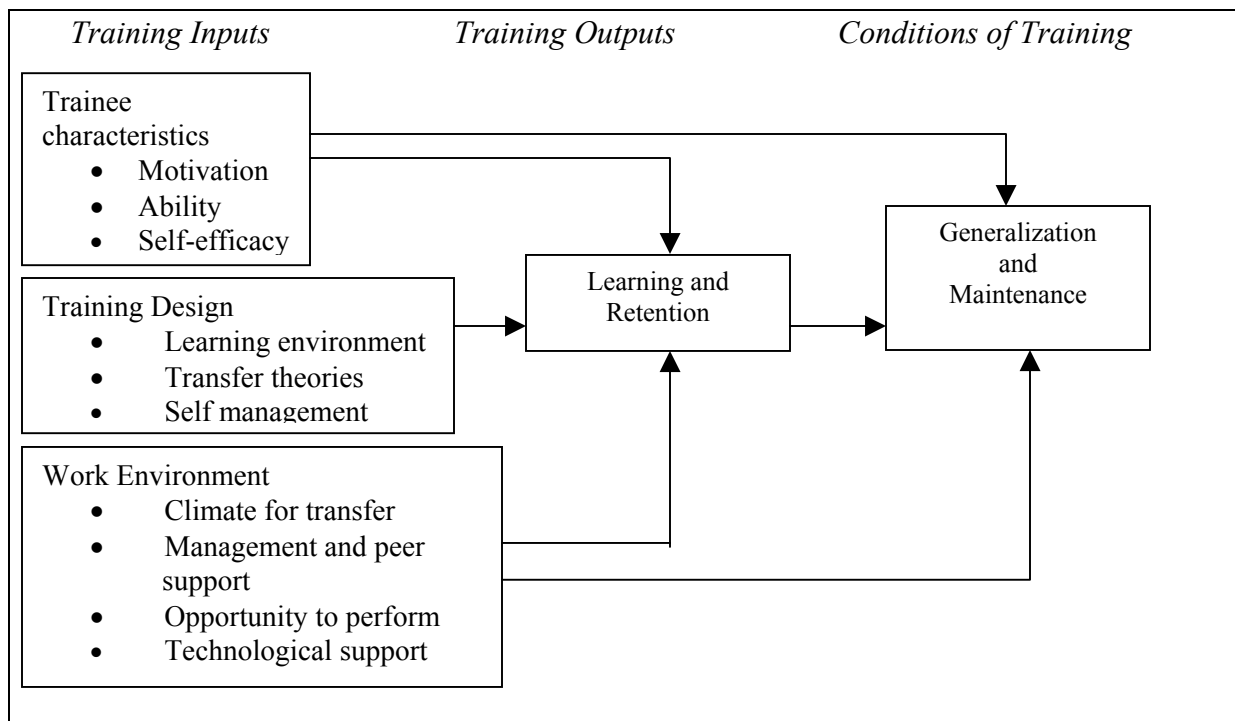 Training Inputs Training Outputs Conditions of Training
Trainee
characteristics
• Motivation
• Ability
• Self-efficacy
Training Design
• Learning environment
• Transfer theories
• Self management
Work Environment
• Climate for transfer
• Management and peer
support
• Opportunity to perform
• Technological support
Learning and
Retention
Generalization
and
Maintenance